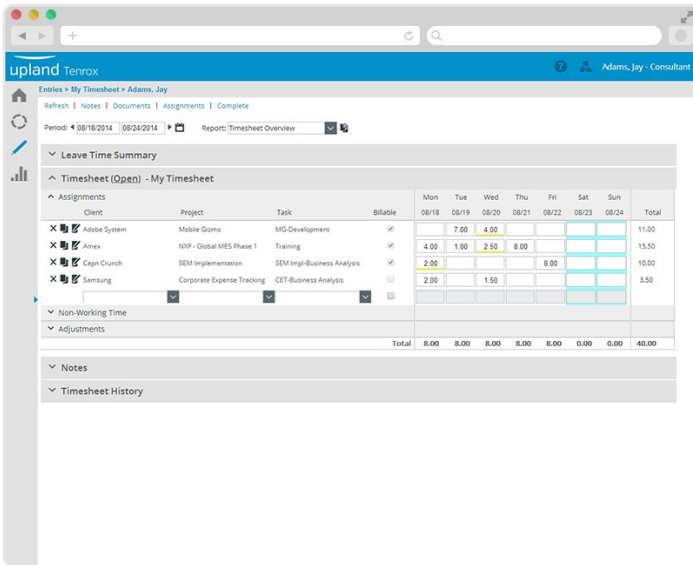 upland Tenrox
Adams, Jay - Consultant
Entries > My Timesheet > Adams, Jay
Refresh | Notes | Documents | Assignments | Complete
Period: 08/18/2014 08/24/2014 Report: Timesheet Overview
Leave Time Summary
Timesheet (Open) - My Timesheet
Assignments Mon Tue Wed Thu Fri Sat Sun
Client Project Task Billable 08/18 08/19 08/20 08/21 08/22 08/23 08/24 Total
Adobe System Mobile Gizmo MG-Development 7.00 4.00 11.00
Amex NXP - Global MES Phase 1 Training 4.00 1.00 2.50 8.00 15.50
Capn Crunch SEM Implementation SEM Impl-Business Analysis 2.00 8.00 10.00
Samsung Corporate Expense Tracking CET-Business Analysis 2.00 1.50 3.50
Non-Working Time
Adjustments
Total 8.00 8.00 8.00 8.00 8.00 0.00 0.00 40.00
Notes
Timesheet History